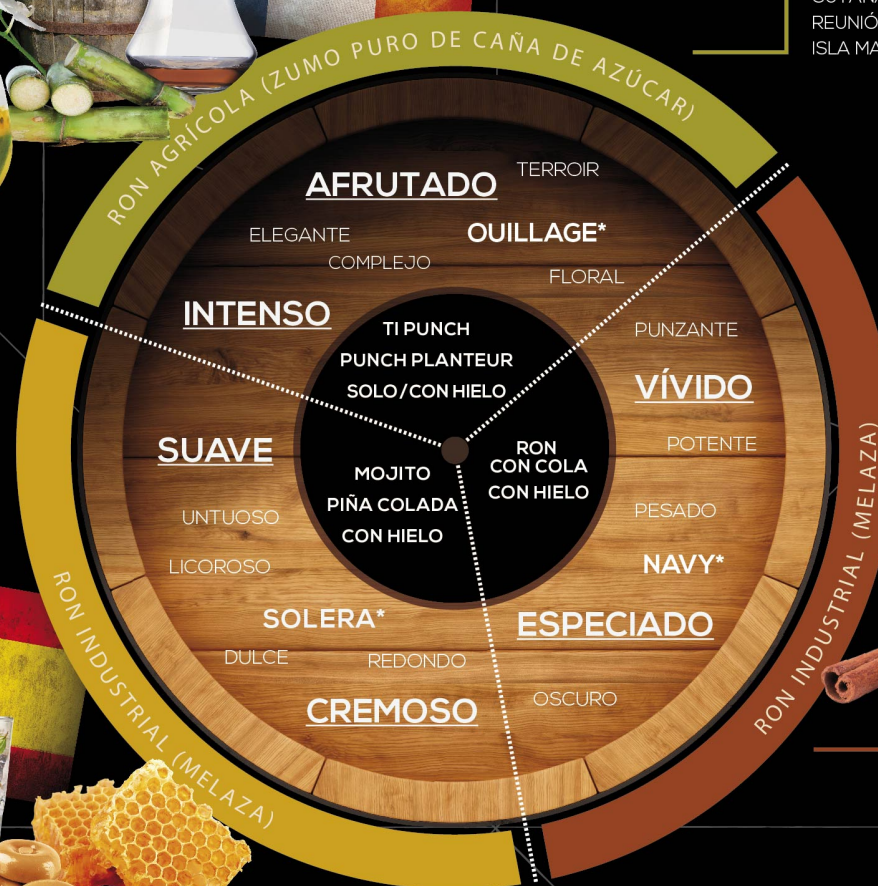 REUNIÓ
ISLA MA
RON AGRÍCOLA (ZUMO PURO DE CAÑA DE AZÚCAR)
AFRUTADO
TERROIR
ELEGANTE
OUILLAGE*
COMPLEJO
FLORAL
INTENSO
TI PUNCH
PUNCH PLANTEUR
SOLO/CON HIELO
PUNZANTE
VÍVIDO
POTENTE
PESADO
NAVY*
ESPECIADO
OSCURO
RON
CON COLA
CON HIELO
RON INDUSTRIAL (MELAZA)
SUAVE
UNTUOSO
LICOROSO
SOLERA*
DULCE
REDONDO
CREMOSO
MOJITO
PIÑA COLADA
CON HIELO
RON INDUSTRIAL (MELAZA)